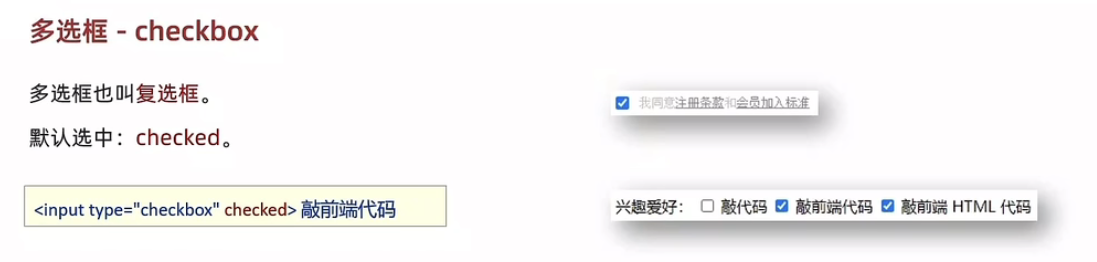 多选框 - checkbox
多选框也叫复选框。
默认选中：checked。
<input type="checkbox" checked> 敲前端代码
我同意注册条款和会员加入标准
兴趣爱好： 敲代码 敲前端代码 敲前端 HTML 代码